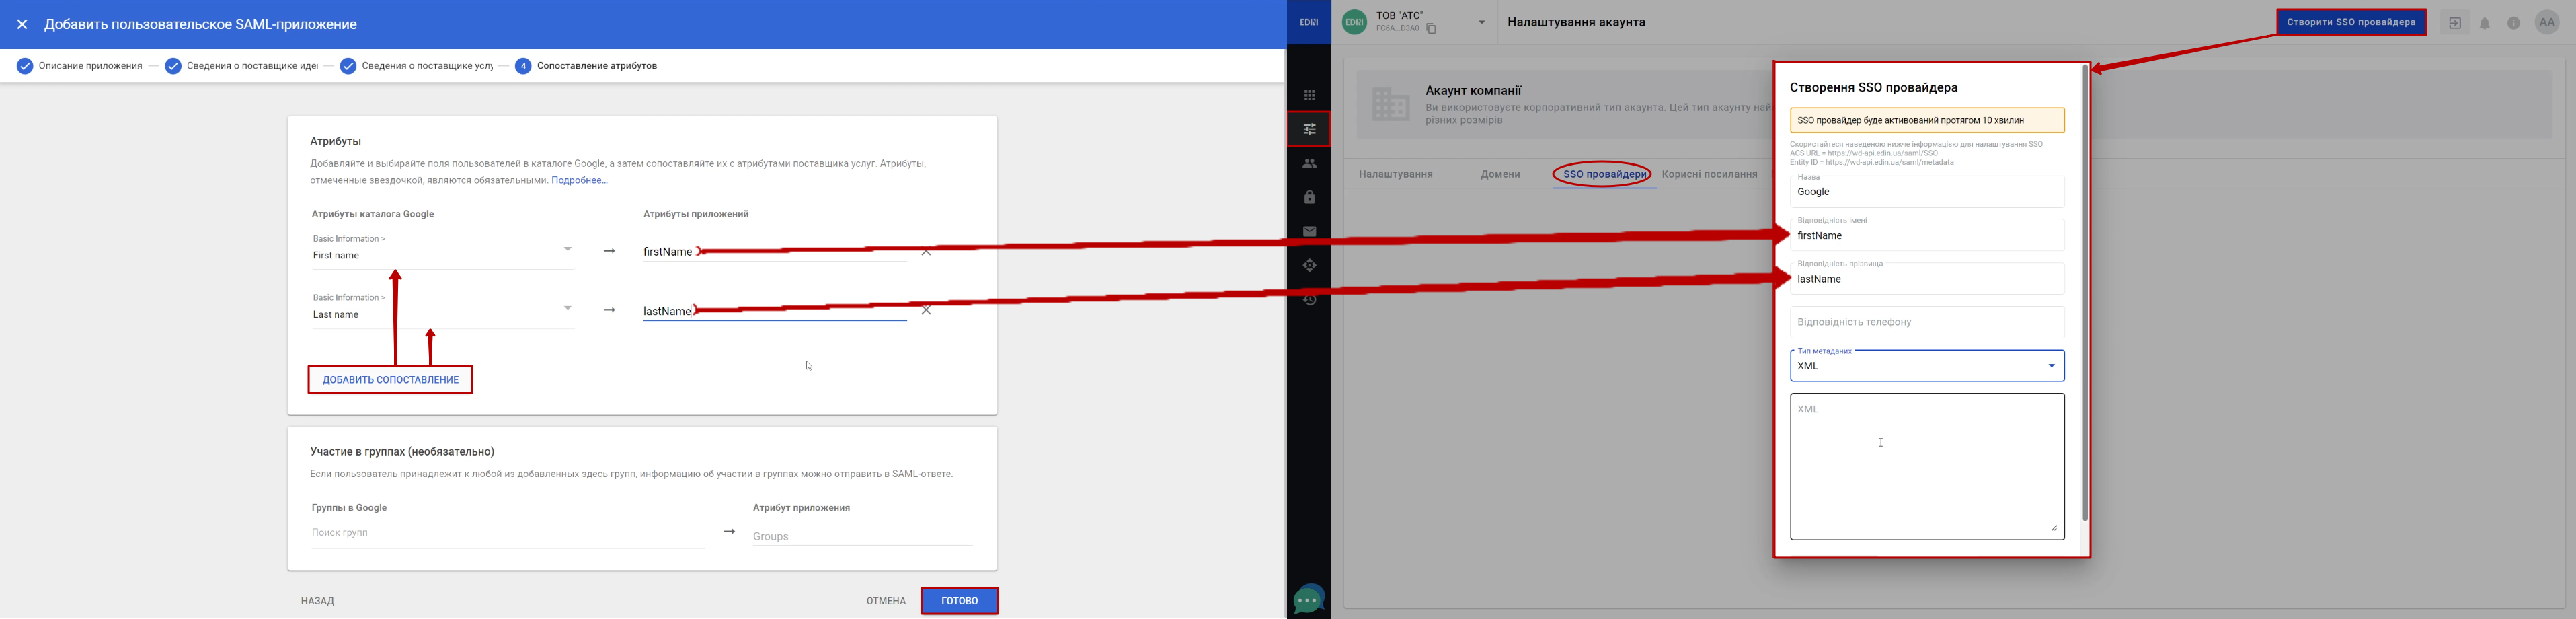 Добавить пользовательское SAML-приложение
Описание приложения
Сведения о поставщике иде
Сведения о поставщике услу
4 Сопоставление атрибутов
Атрибуты
Добавляйте и выбирайте поля пользователей в каталоге Google, а затем сопоставляйте их с атрибутами поставщика услуг. Атрибуты,
отмеченные звездочкой, являются обязательными. Подробнее...
Атрибуты каталога Google
Атрибуты приложений
Basic Information >
First name
firstName
Basic Information >
Last name
lastName
ДОБАВИТЬ СОПОСТАВЛЕНИЕ
Участие в группах (необязательно)
Если пользователь принадлежит к любой из добавленных здесь групп, информацию об участии в группах можно отправить в SAML-ответе.
Группы в Google
Атрибут приложения
Поиск групп
Groups
НАЗАД
ОТМЕНА
ГОТОВО
EDIN
EDIN
ТОВ "АТС"
FC6A...D3A0
Налаштування акаунта
Створити SSO провайдера
AA
Акаунт компанії
Ви використовуєте корпоративний тип акаунта. Цей тип акаунту най
різних розмірів
Налаштування
Домени
SSO провайдери
Корисні посилання
Створення SSO провайдера
SSO провайдер буде активований протягом 10 хвилин
Скористайтеся наведеною нижче інформацією для налаштування SSO
ACS URL = https://wd-api.edin.ua/saml/SSO
Entity ID = https://wd-api.edin.ua/saml/metadata
Назва
Google
Відповідність імені
firstName
Відповідність прізвища
lastName
Відповідність телефону
Тип метаданих
XML
XML